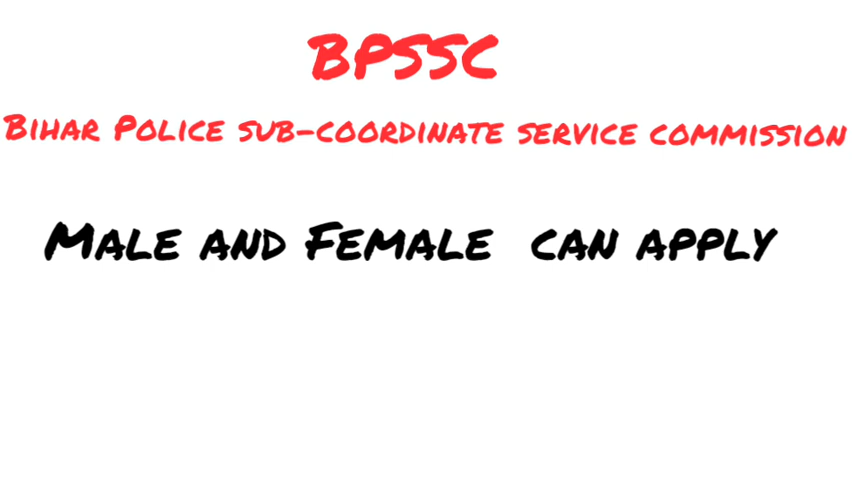 BPSSC
Bihar Police sub-coordinate service commission
Male and Female can apply